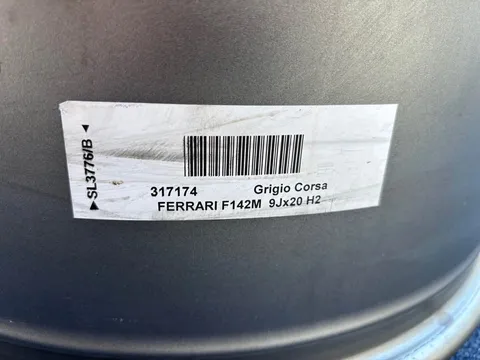 ▶SL3776/B◀
317174 Grigio Corsa
FERRARI F142M 9Jx20 H2